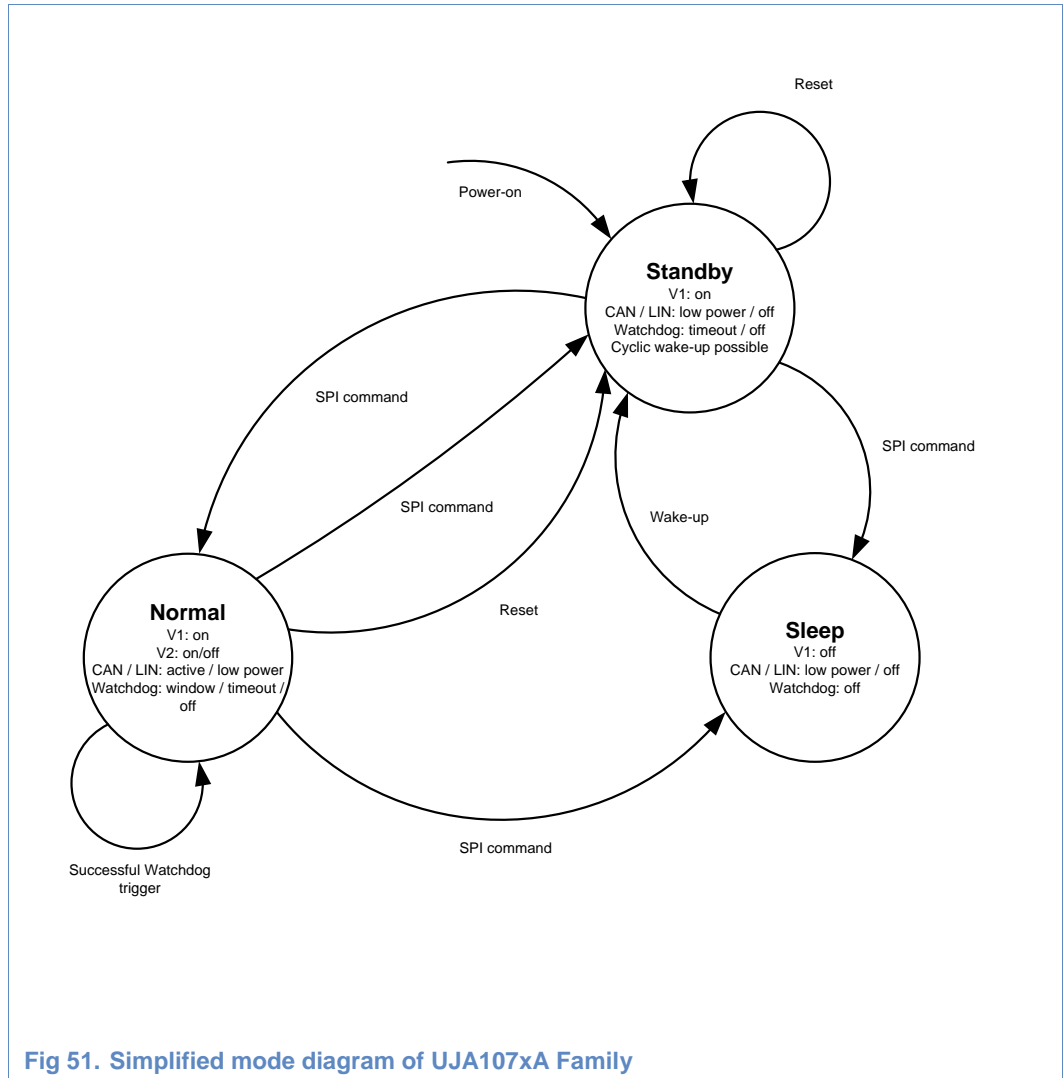 Reset
Power-on
Standby
V1: on
CAN / LIN: low power / off
Watchdog: timeout / off
Cyclic wake-up possible
SPI command
SPI command
SPI command
Wake-up
Reset
Normal
V1: on
V2: on/off
CAN / LIN: active / low power
Watchdog: window / timeout /
off
Sleep
V1: off
CAN / LIN: low power / off
Watchdog: off
SPI command
Successful Watchdog
trigger
Fig 51. Simplified mode diagram of UJA107xA Family